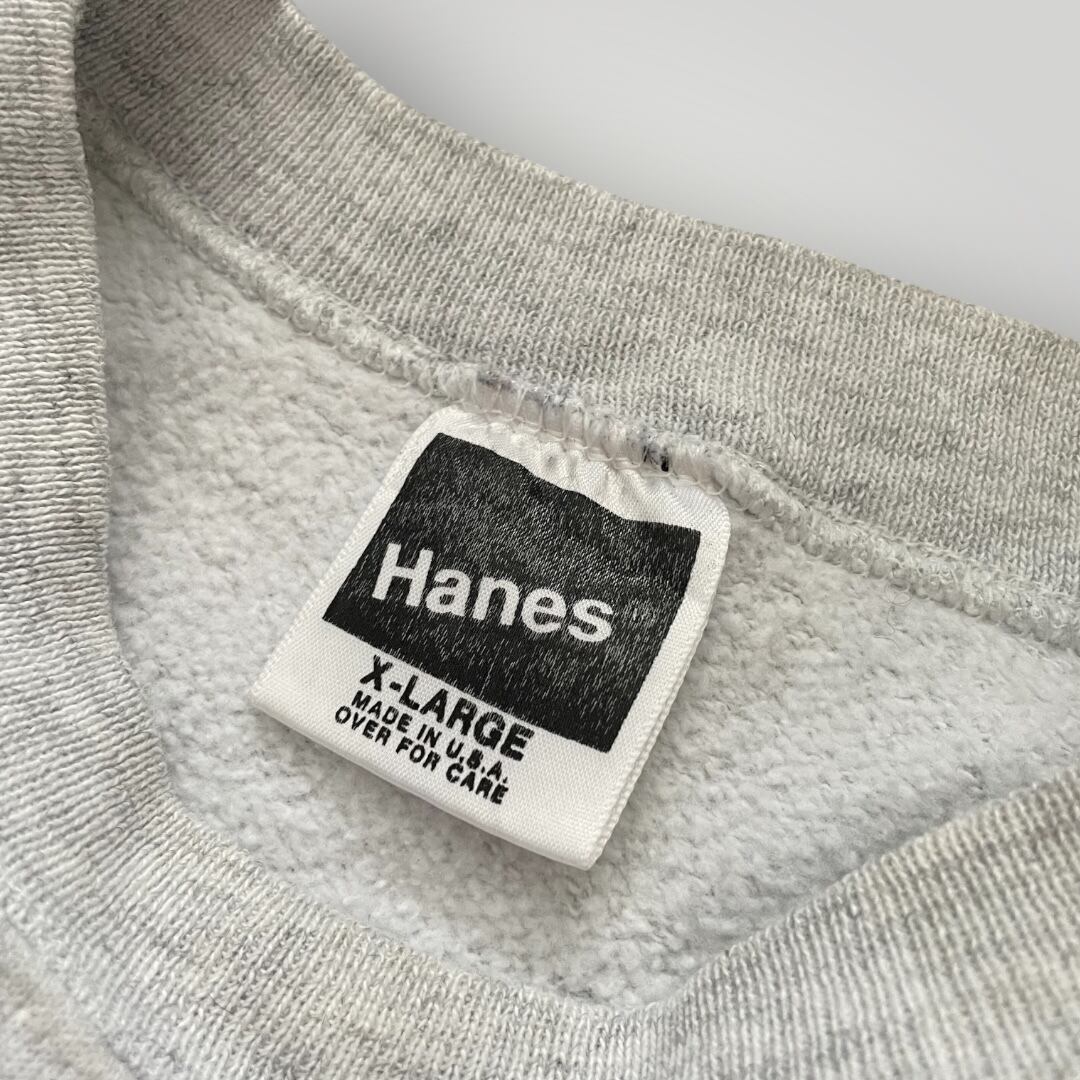 Hanes
X-LARGE
MADE IN U.S.A.
OVER FOR CARE